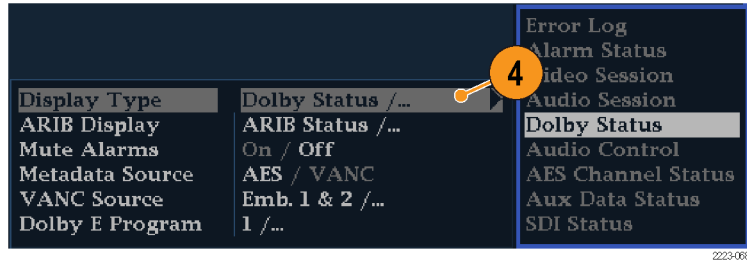 Error Log
Alarm Status
4
Video Session
Display Type Dolby Status /... Audio Session
ARIB Display ARIB Status /... Dolby Status
Mute Alarms On / Off Audio Control
Metadata Source AES / VANC AES Channel Status
VANC Source Emb. 1 & 2 /... Aux Data Status
Dolby E Program 1 /... SDI Status
2223-068